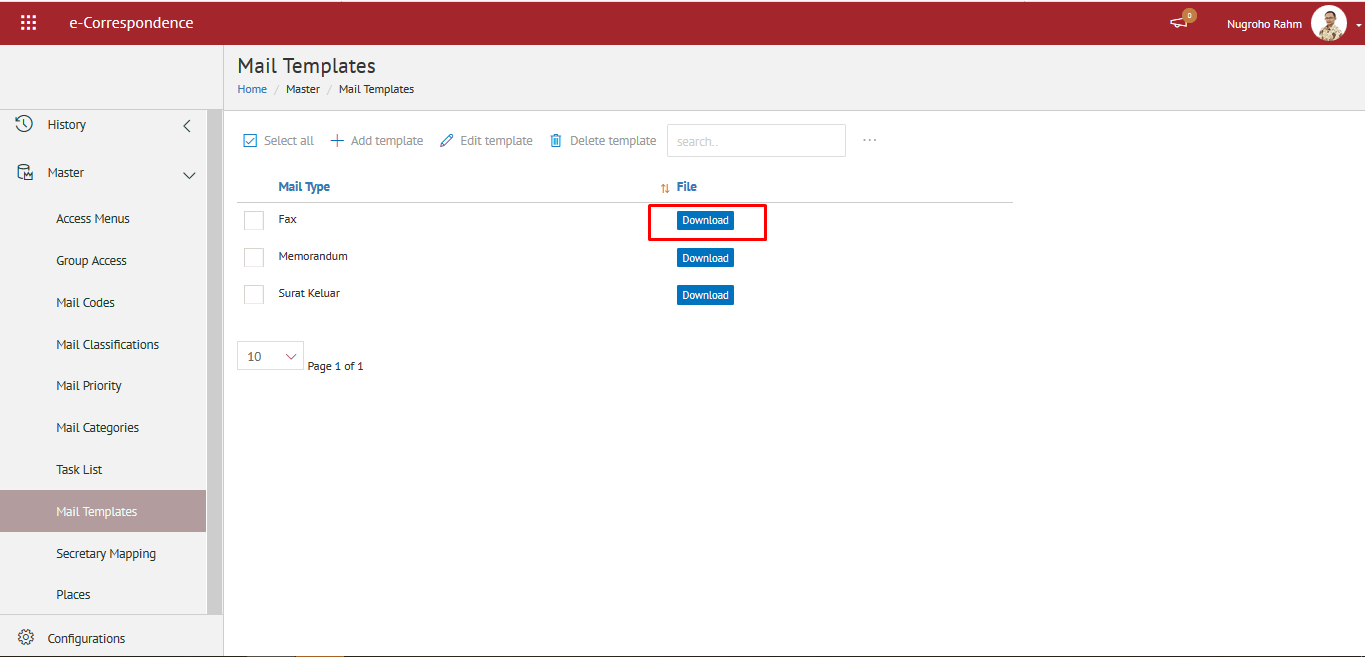 e-Correspondence
0
Nugroho Rahm
Mail Templates
Home / Master / Mail Templates
History
Master
Access Menus
Group Access
Mail Codes
Mail Classifications
Mail Priority
Mail Categories
Task List
Mail Templates
Secretary Mapping
Places
Configurations
Select all Add template Edit template Delete template search.. ...
Mail Type File
Fax Download
Memorandum Download
Surat Keluar Download
10 Page 1 of 1